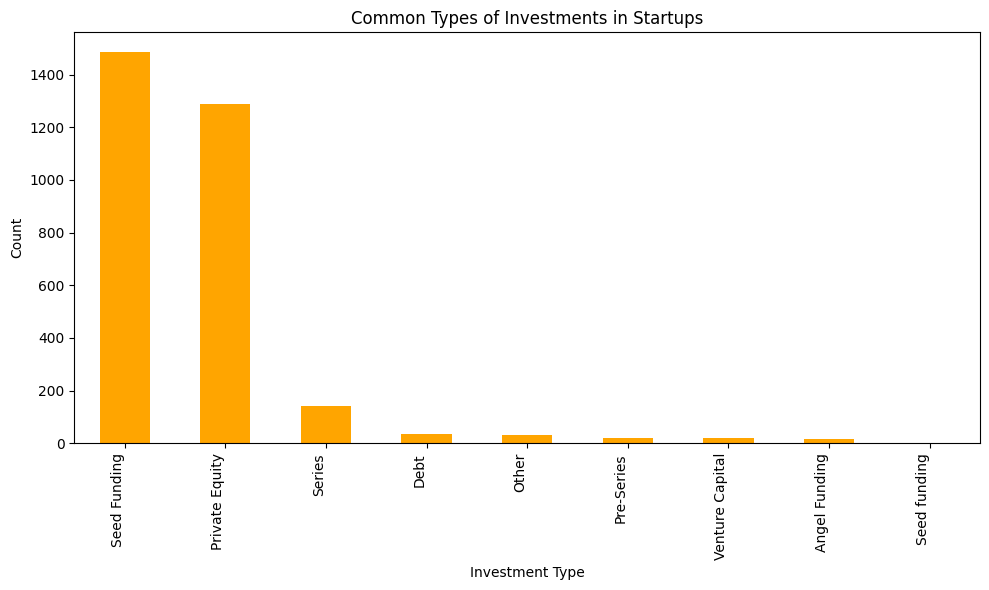 Common Types of Investments in Startups
1400
1200
1000
800
600
400
200
0
Count
Seed Funding
Private Equity
Series
Debt
Other
Pre-Series
Venture Capital
Angel Funding
Seed funding
Investment Type